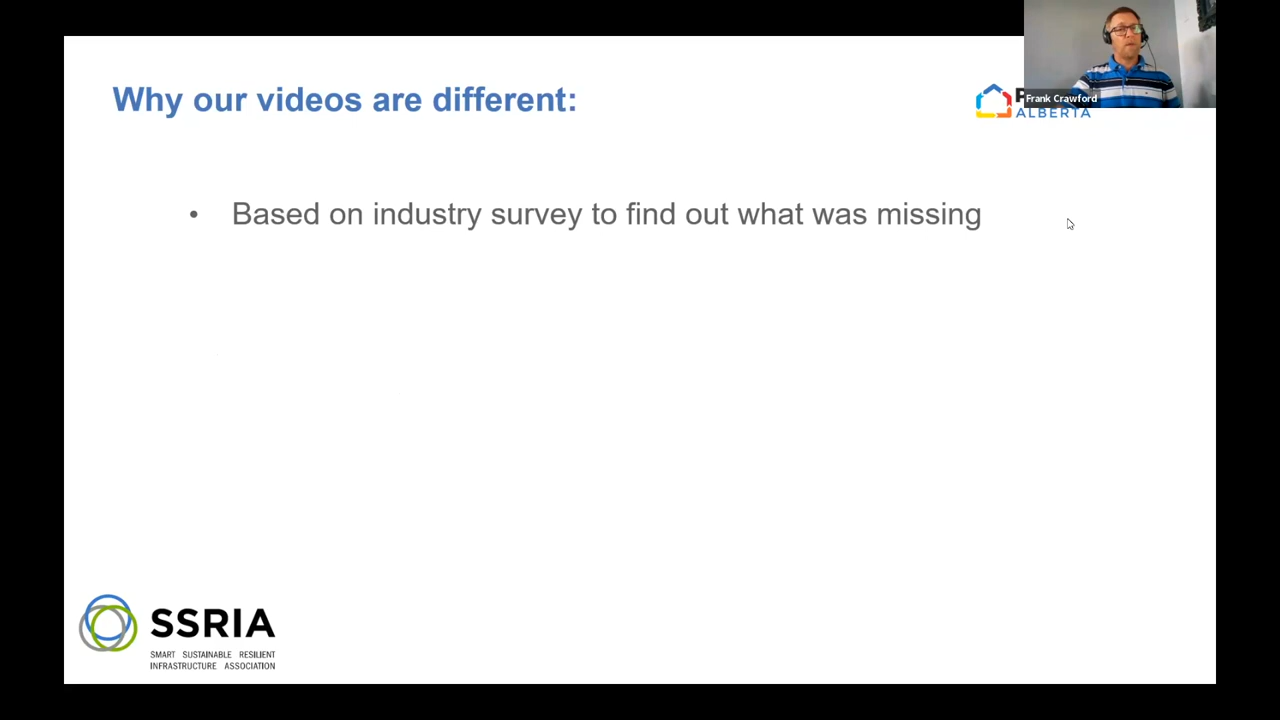 Why our videos are different:
Frank Crawford
ALBERTA
• Based on industry survey to find out what was missing
SSRIA
SMART SUSTAINABLE RESILIENT
INFRASTRUCTURE ASSOCIATION